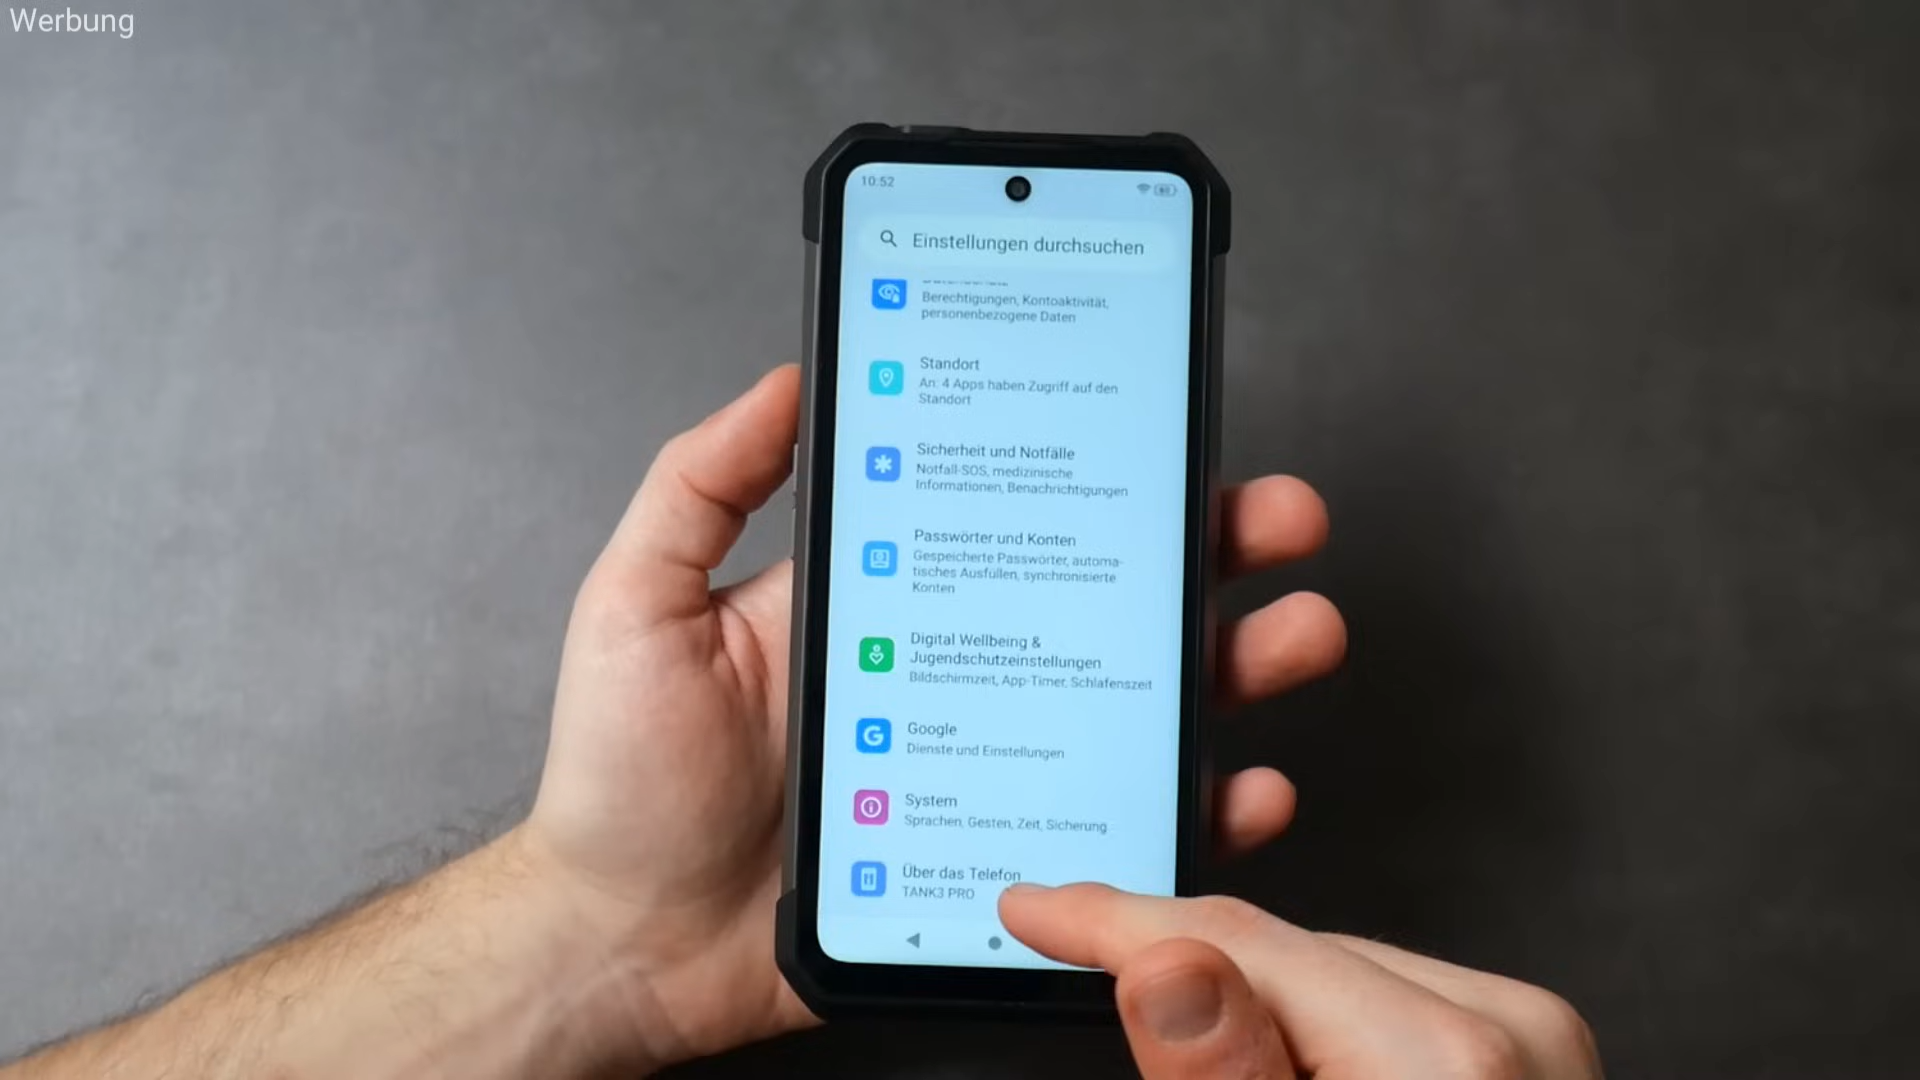 Werbung
10:52
Einstellungen durchsuchen
Berechtigungen, Kontoaktivität,
personenbezogene Daten
Standort
An: 4 Apps haben Zugriff auf den
Standort
Sicherheit und Notfälle
Notfall-SOS, medizinische
Informationen, Benachrichtigungen
Passwörter und Konten
Gespeicherte Passwörter, automa-
tisches Ausfüllen, synchronisierte
Konten
Digital Wellbeing &
Jugendschutzeinstellungen
Bildschirmzeit, App-Timer, Schlafenszeit
Google
Dienste und Einstellungen
System
Sprachen, Gesten, Zeit, Sicherung
Über das Telefon
TANK3 PRO